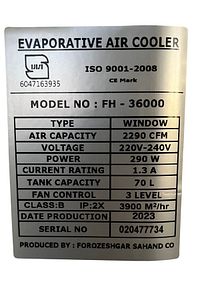 EVAPORATIVE AIR COOLER
ISO 9001-2008
CE Mark
6047163935
MODEL NO : FH - 36000
TYPE WINDOW
AIR CAPACITY 2290 CFM
VOLTAGE 220V-240V
POWER 290 W
CURRENT RATING 1.3 A
TANK CAPACITY 70 L
FAN CONTROL 3 LEVEL
CLASS:B IP:2X 3900 M³/hr
DATE PRODUCTION 2023
SERIAL NO 020477734
PRODUCED BY : FOROZESHGAR SAHAND CO